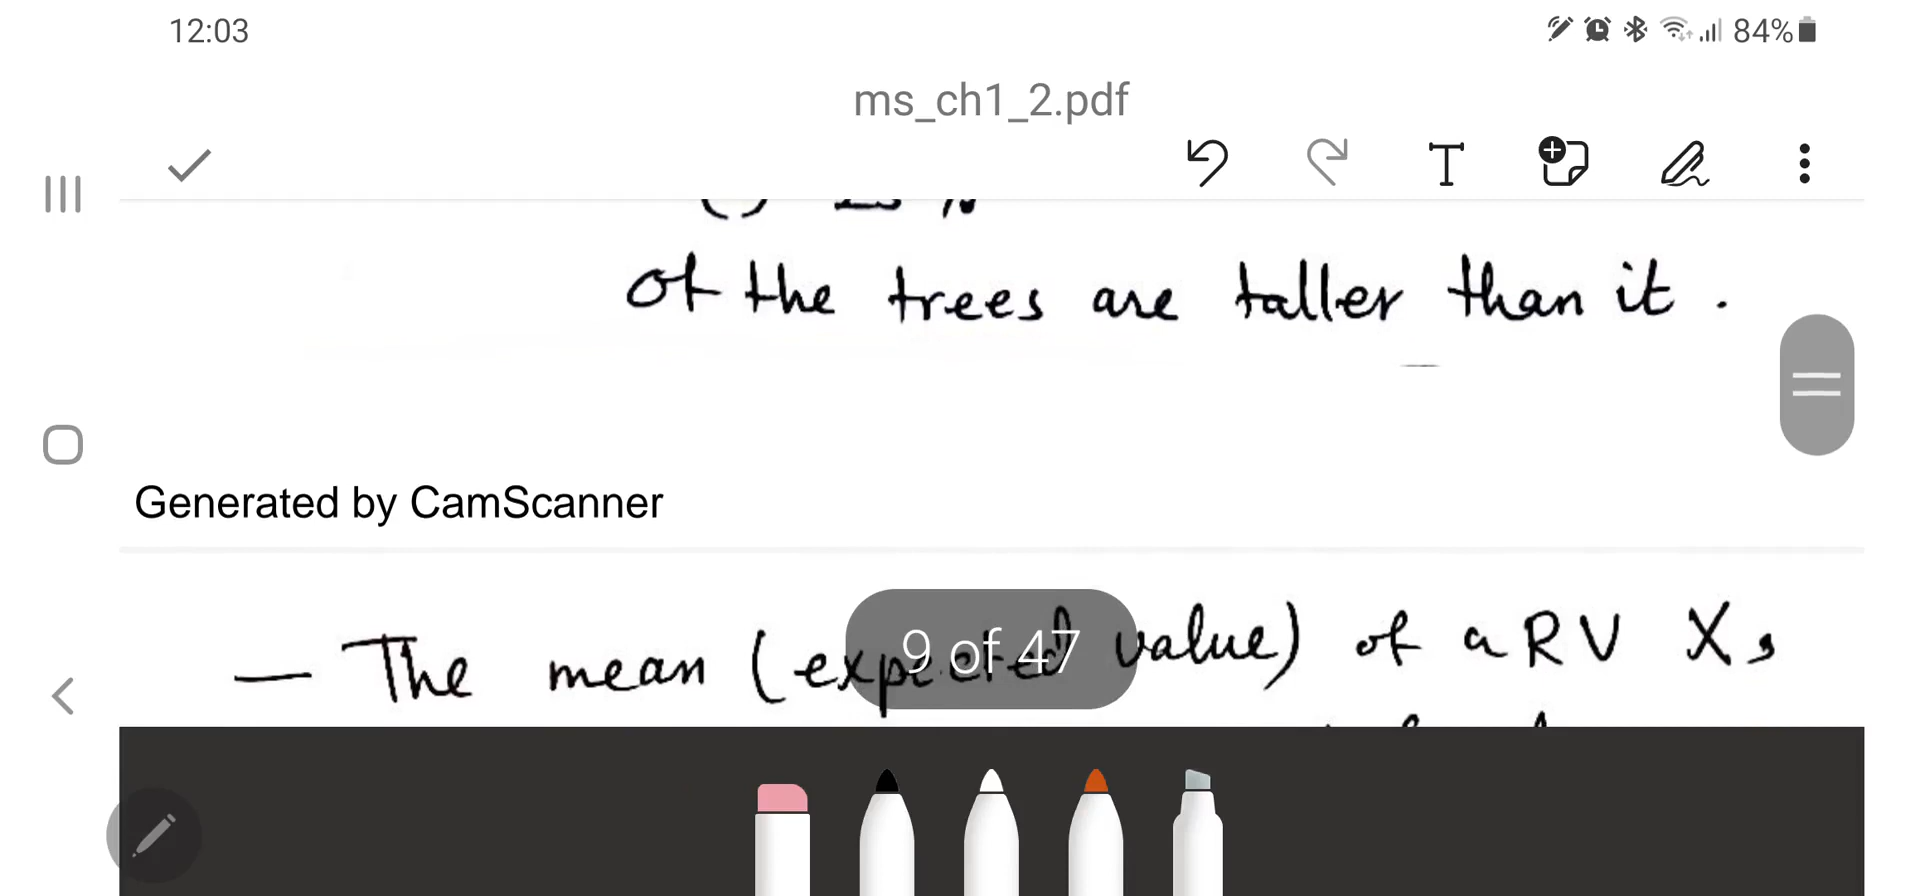 12:03
84%
ms_ch1_2.pdf
of the trees are taller than it .
Generated by CamScanner
— The mean (expected value) of a RV X,
9 of 47